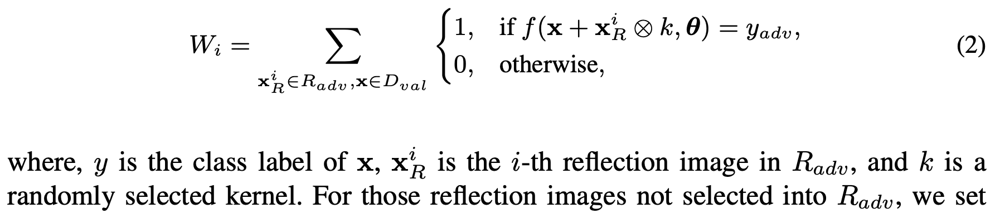 W_i = \sum_{\mathbf{x}_R^i \in R_{adv}, \mathbf{x} \in D_{val}} \begin{cases} 1, & \text{if } f(\mathbf{x} + \mathbf{x}_R^i \otimes k, \boldsymbol{\theta}) = y_{adv}, \\ 0, & \text{otherwise,} \end{cases} (2)
where, y is the class label of \mathbf{x}, \mathbf{x}_R^i is the i-th reflection image in R_{adv}, and k is a
randomly selected kernel. For those reflection images not selected into R_{adv}, we set